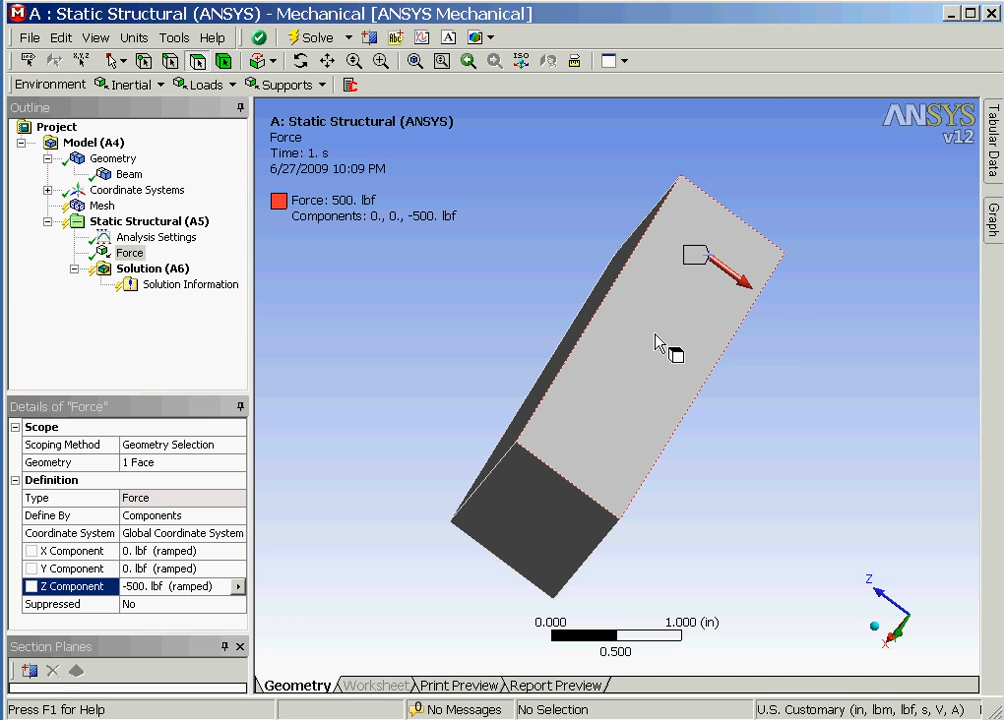 A : Static Structural (ANSYS) - Mechanical [ANSYS Mechanical]
File Edit View Units Tools Help Solve A
ISO
Environment Inertial Loads Supports
Outline
Project
Model (A4)
Geometry
Beam
Coordinate Systems
Mesh
Static Structural (A5)
Analysis Settings
Force
Solution (A6)
Solution Information
A: Static Structural (ANSYS)
Force
Time: 1. s
6/27/2009 10:09 PM
Force: 500. lbf
Components: 0., 0., -500. lbf
ANSYS
v12
Tabular Data
Graph
Details of "Force"
Scope
Scoping Method Geometry Selection
Geometry 1 Face
Definition
Type Force
Define By Components
Coordinate System Global Coordinate System
X Component 0. lbf (ramped)
Y Component 0. lbf (ramped)
Z Component -500. lbf (ramped)
Suppressed No
Section Planes
0.000 1.000 (in)
0.500
Z
X
Geometry Worksheet Print Preview Report Preview
Press F1 for Help No Messages No Selection U.S. Customary (in, lbm, lbf, s, V, A)